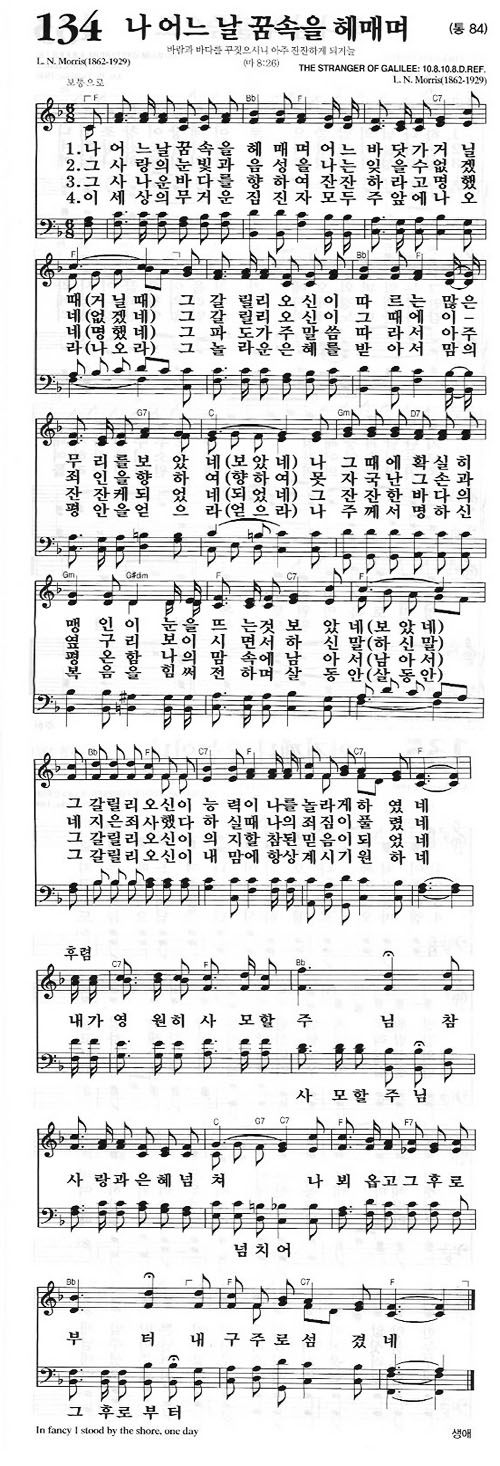 134 나 어느 날 꿈속을 헤매며 (통 84)
바람과 바다를 꾸짖으시니 아주 잔잔하게 되거늘
L. N. Morris(1862-1929) (마 8:26) THE STRANGER OF GALILEE: 10.8.10.8.D.REF.
보통으로 L. N. Morris(1862-1929)
F Bb F
1.나 어느날꿈 속을 헤 매며 어느 바 닷 가 거 닐
2.그 사랑의눈 빛과 음 성을 나는 잊 을 수 없 겠
3.그 사나운바 다를 향 하여 잔잔 하 라 고 명 했
4.이 세상의무 거운 짐 진자 모두 주 앞 에 나 오
F Bb F
때(거 닐 때) 그 갈 릴리 오 신 이 따 르 는 많은
네(없 겠 네) 그 갈 릴리 오 신 이 그 때 에 이 -
네(명 했 네) 그 파 도가 주 말 씀 따 라 서 아 주
라(나 오 라) 그 놀 라운 은 혜 를 받 아 서 맘의
G7 C Gm D7
무 리 를보 았 네(보 았 네) 나 그때에 확 실 히
죄 인 을향 하 여(향 하 여) 못 자국난 손 과
잔 잔 케되 었 네(되 었 네) 그 잔잔한 바 다 의
평 안 을얻 으 라(얻 으 라) 나 주께서 명 하 신
Gm G#dim F C7 F
맹 인 이 눈을 뜨 는것 보 았 네(보 았 네)
옆 구 리 보이 시 면서 하 신 말(하 신 말)
평 온 함 의 맘 속에 남 아 서(남 아 서)
복 음 을 힘써 전 하며 살 동 안(살 동 안)
Bb F C7 F C7 F
그 갈릴 리오신이 능 력이 나를 놀라게 하 였 네
네 지은 죄사했다 하 실때 나의 죄짐이 풀 렸 네
그 갈릴 리오신이 의 지할 참된 믿음이 되 었 네
그 갈릴 리오신이 내 맘에 항상 계시기 원 하 네
후렴
C7 F Bb
내가 영 원히 사 모할 주 님 참
사 모 할 주 님
F C G7 C7 F F7
사 랑과은혜넘 쳐 나 뵈 옵고그 후로
넘치 어
Bb F C7 F
부 터 내 구 주 로 섬 겼 네
그 후로 부 터
In fancy I stood by the shore, one day 생애